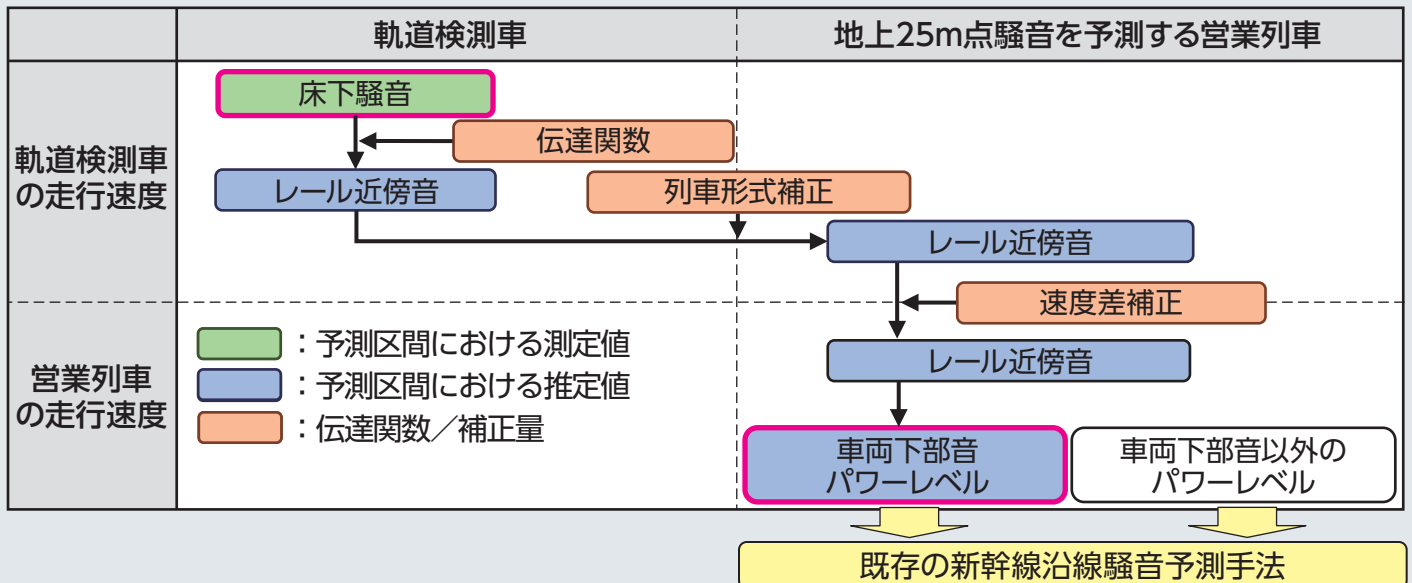 軌道検測車
地上25m点騒音を予測する営業列車
軌道検測車
の走行速度
床下騒音
伝達関数
レール近傍音
列車形式補正
レール近傍音
速度差補正
営業列車
の走行速度
：予測区間における測定値
：予測区間における推定値
：伝達関数／補正量
レール近傍音
車両下部音
パワーレベル
車両下部音以外の
パワーレベル
既存の新幹線沿線騒音予測手法